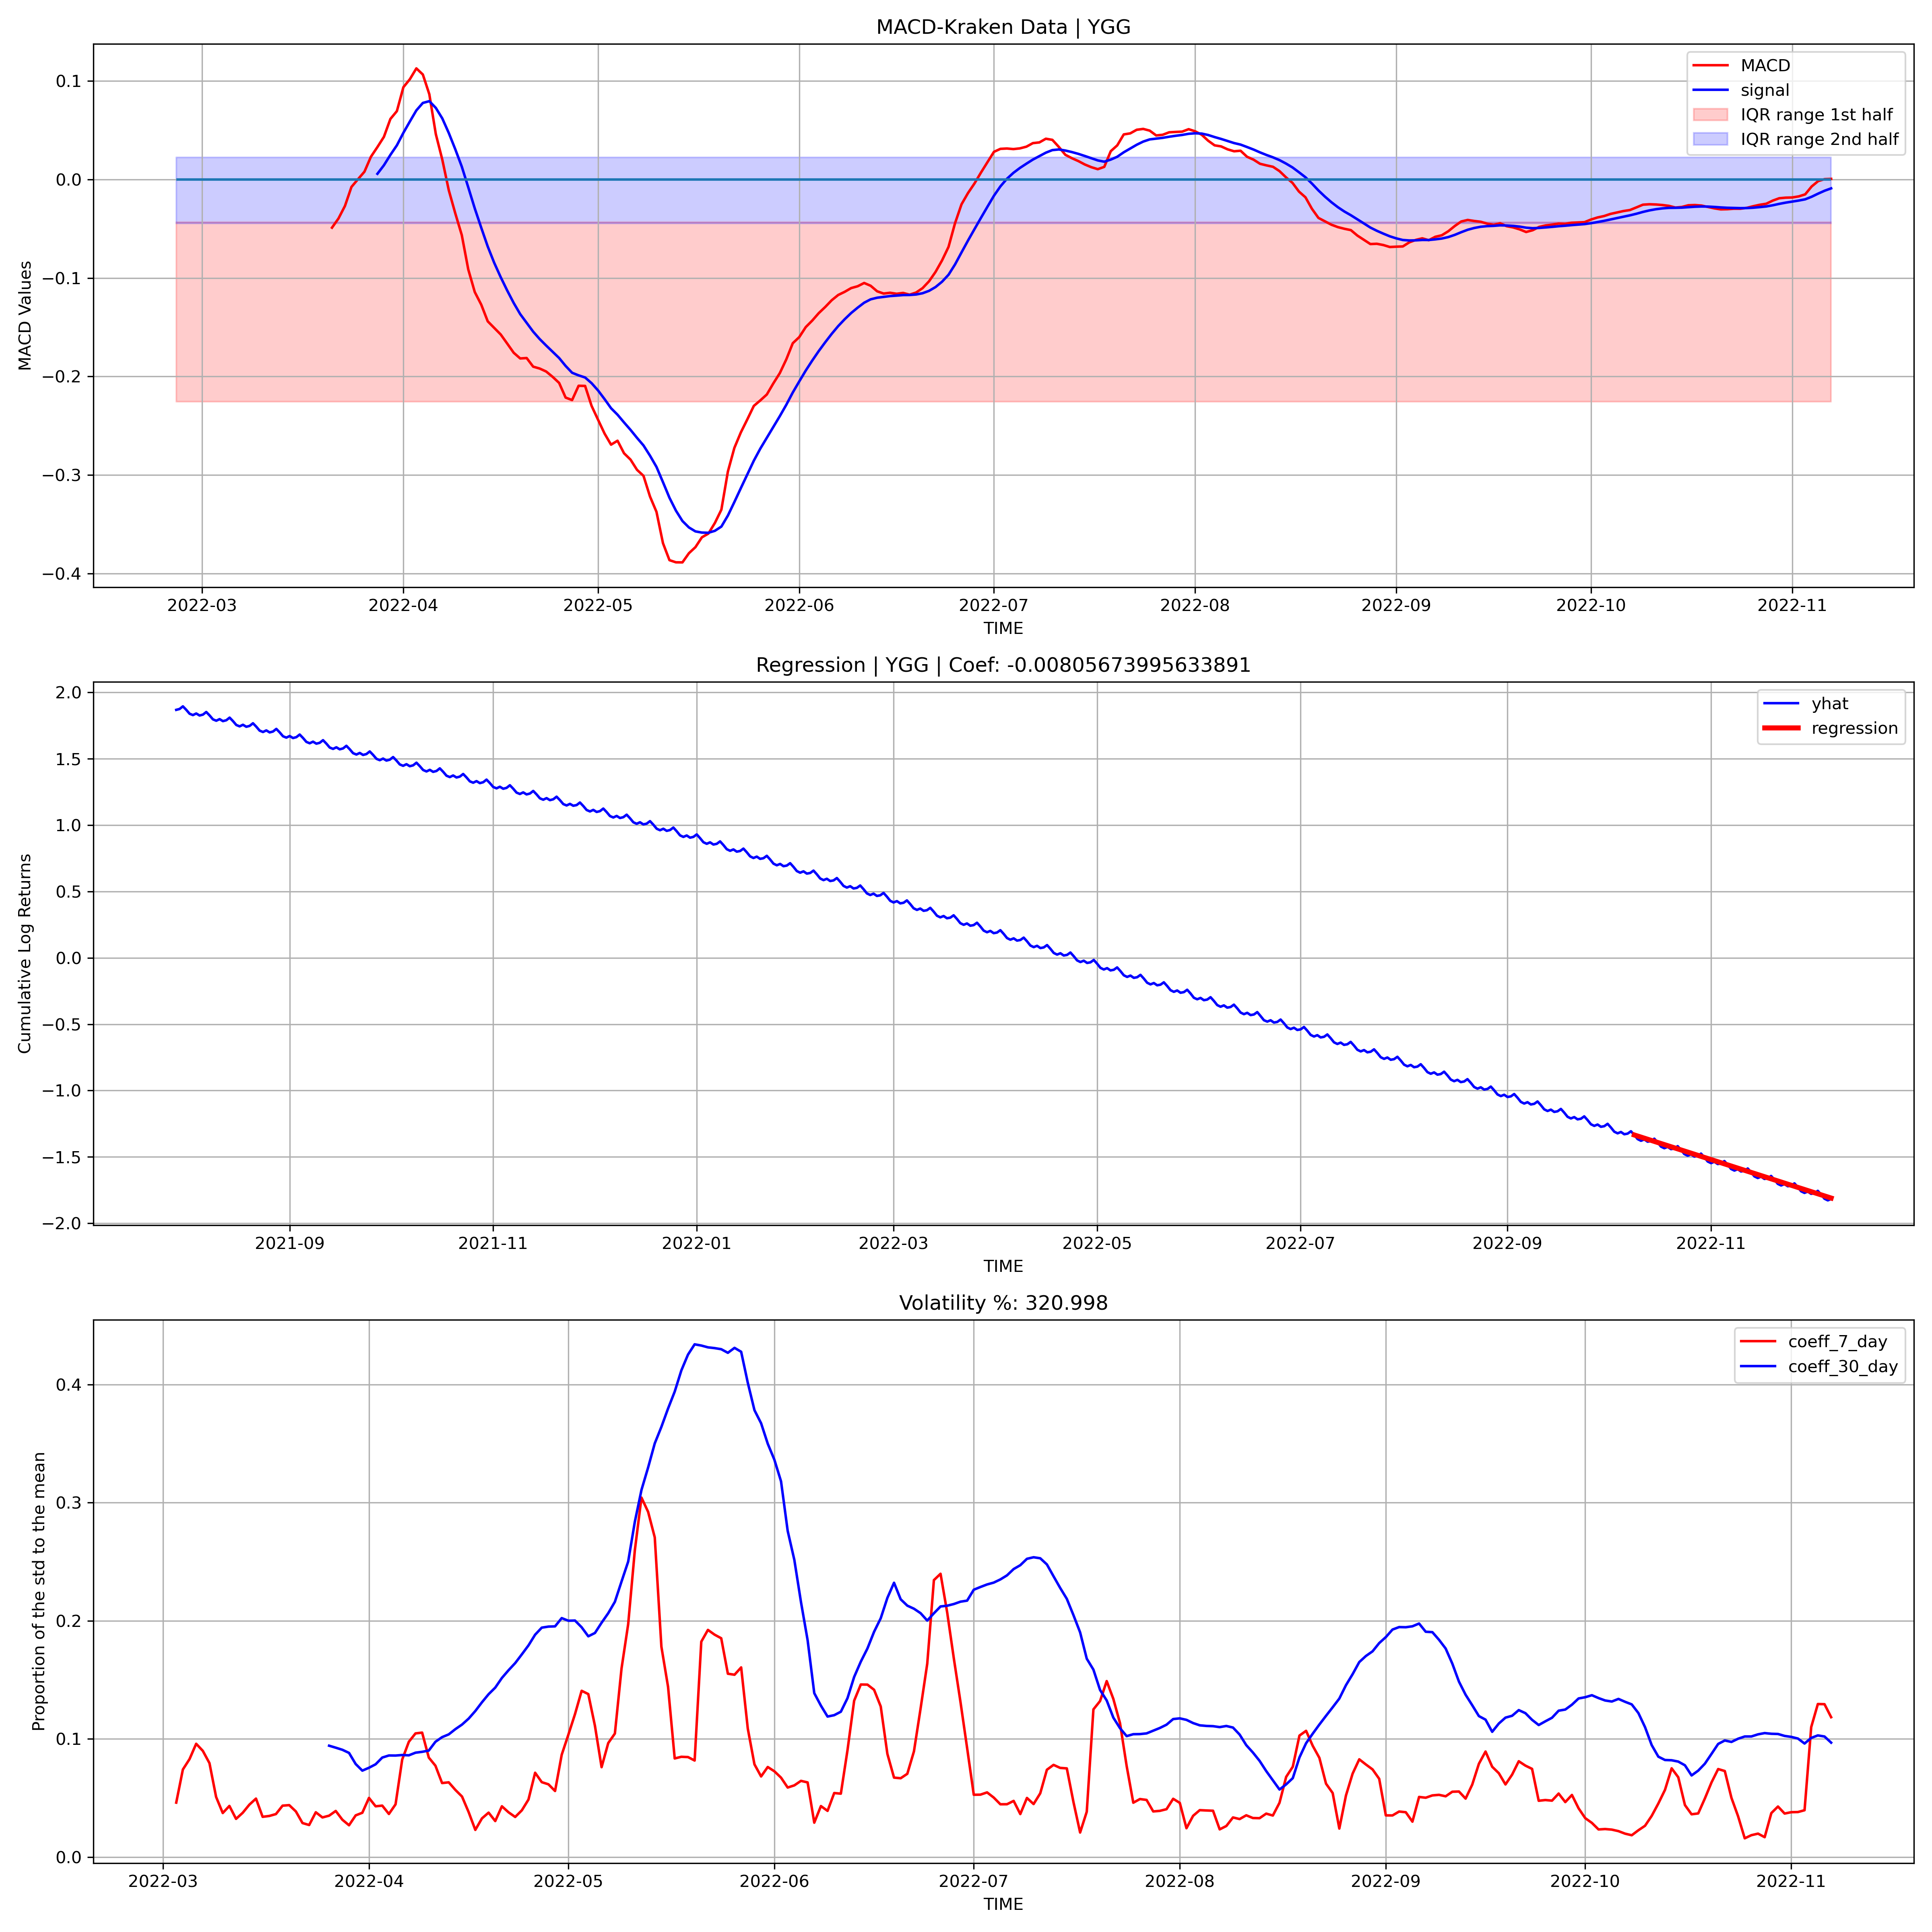 MACD-Kraken Data | YGG
MACD
signal
IQR range 1st half
IQR range 2nd half
MACD Values
0.1
0.0
−0.1
−0.2
−0.3
−0.4
2022-03 2022-04 2022-05 2022-06 2022-07 2022-08 2022-09 2022-10 2022-11
TIME
Regression | YGG | Coef: -0.00805673995633891
yhat
regression
Cumulative Log Returns
2.0
1.5
1.0
0.5
0.0
−0.5
−1.0
−1.5
−2.0
2021-09 2021-11 2022-01 2022-03 2022-05 2022-07 2022-09 2022-11
TIME
Volatility %: 320.998
coeff_7_day
coeff_30_day
Proportion of the std to the mean
0.4
0.3
0.2
0.1
0.0
2022-03 2022-04 2022-05 2022-06 2022-07 2022-08 2022-09 2022-10 2022-11
TIME